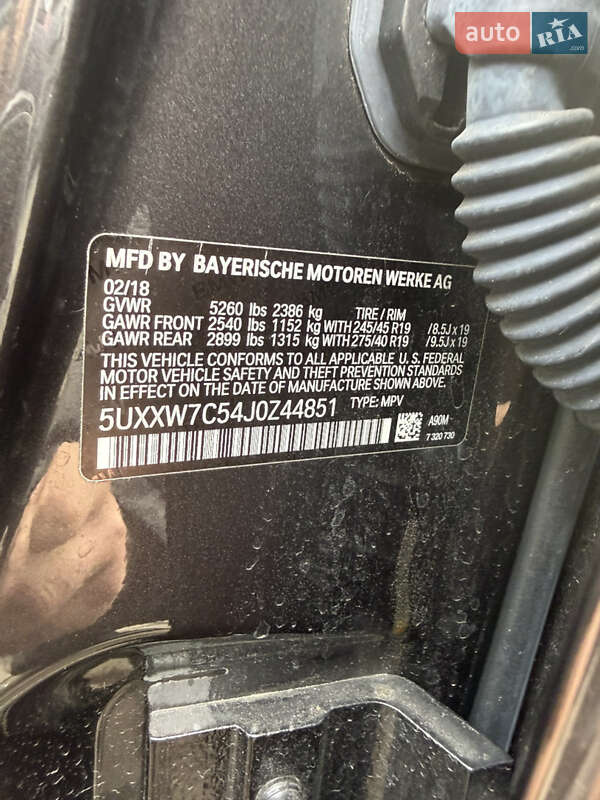 auto RIA .com
MFD BY BAYERISCHE MOTOREN WERKE AG
02/18
GVWR 5260 lbs 2386 kg TIRE / RIM
GAWR FRONT 2540 lbs 1152 kg WITH 245/45 R19 /8.5J x 19
GAWR REAR 2899 lbs 1315 kg WITH 275/40 R19 /9.5J x 19
THIS VEHICLE CONFORMS TO ALL APPLICABLE U. S. FEDERAL
MOTOR VEHICLE SAFETY AND THEFT PREVENTION STANDARDS
IN EFFECT ON THE DATE OF MANUFACTURE SHOWN ABOVE.
5UXXW7C54J0Z44851 TYPE: MPV
A90M
7 320 730